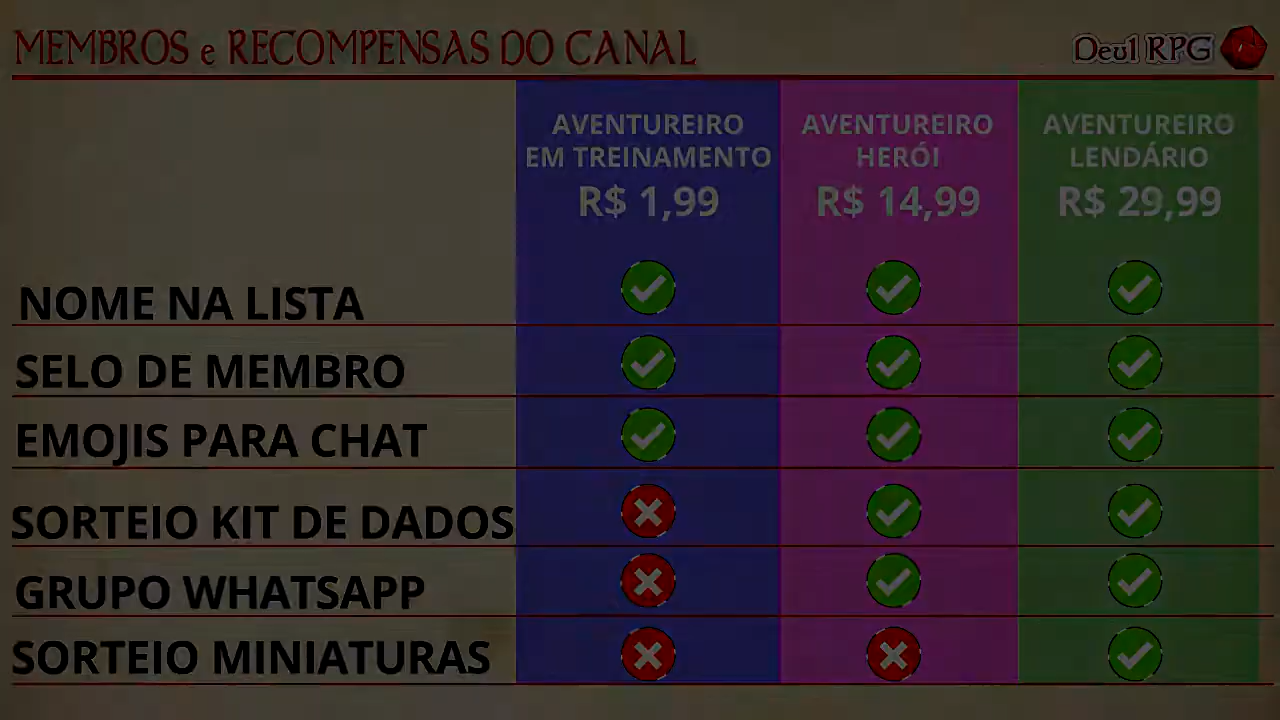 MEMBROS e RECOMPENSAS DO CANAL
Deu1 RPG
AVENTUREIRO
EM TREINAMENTO
R$ 1,99
AVENTUREIRO
HERÓI
R$ 14,99
AVENTUREIRO
LENDÁRIO
R$ 29,99
NOME NA LISTA
SELO DE MEMBRO
EMOJIS PARA CHAT
SORTEIO KIT DE DADOS
GRUPO WHATSAPP
SORTEIO MINIATURAS